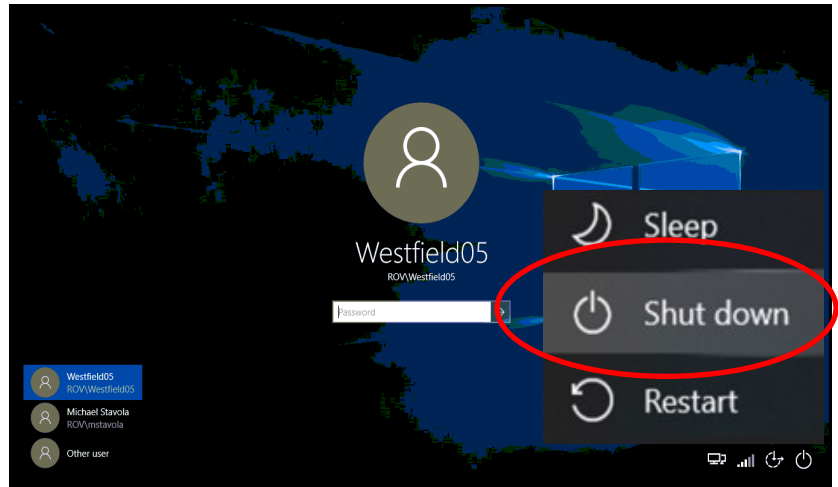 Westfield05
ROV\Westfield05
Password
Sleep
Shut down
Restart
Westfield05
ROV\Westfield05
Michael Stavola
ROV\mstavola
Other user